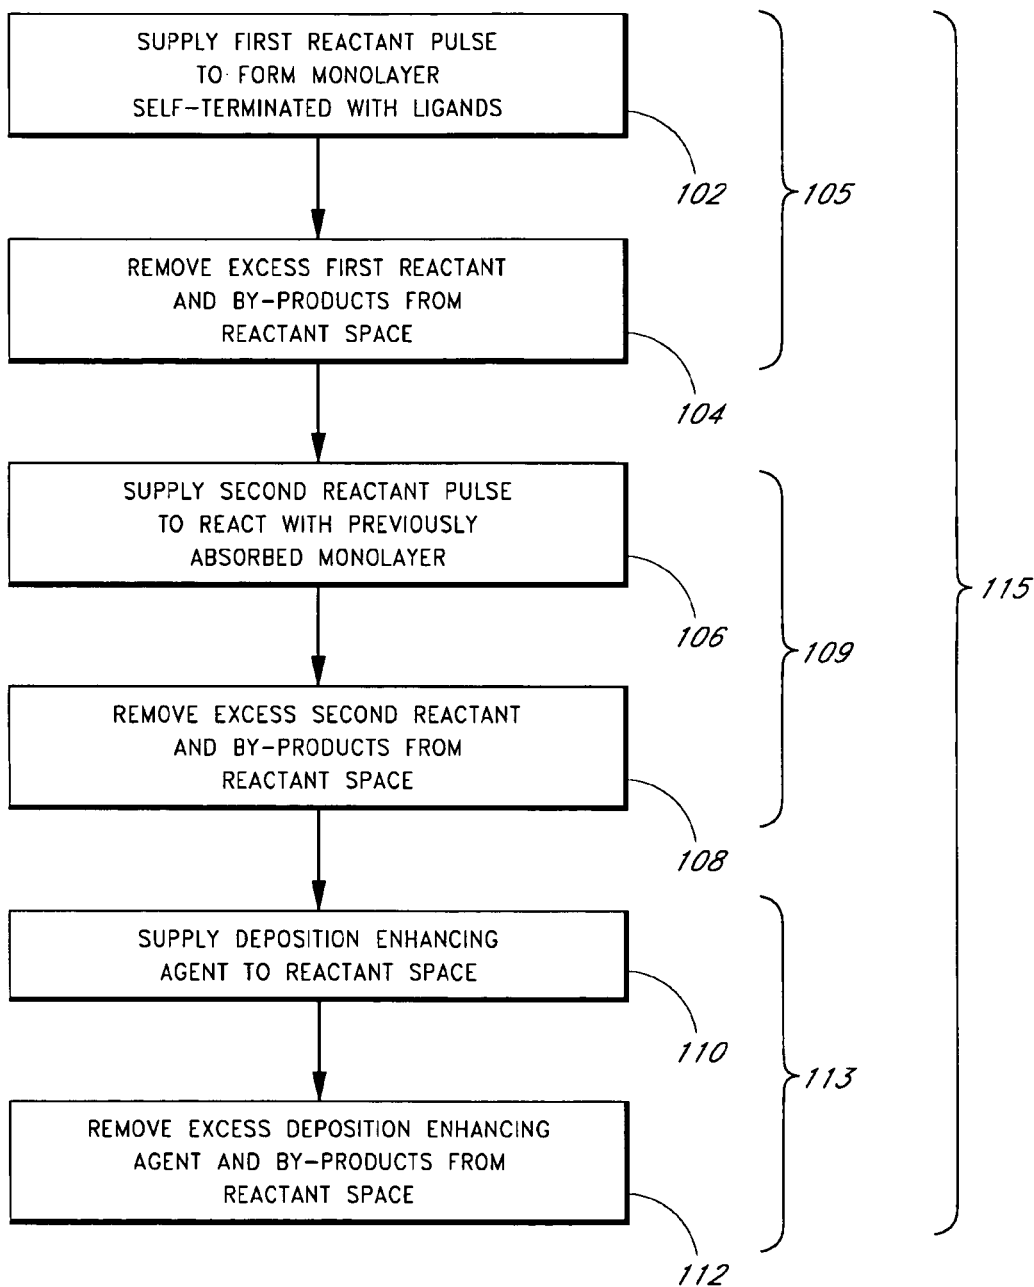 SUPPLY FIRST REACTANT PULSE
TO FORM MONOLAYER
SELF-TERMINATED WITH LIGANDS
102
105
REMOVE EXCESS FIRST REACTANT
AND BY-PRODUCTS FROM
REACTANT SPACE
104
SUPPLY SECOND REACTANT PULSE
TO REACT WITH PREVIOUSLY
ABSORBED MONOLAYER
106
109
115
REMOVE EXCESS SECOND REACTANT
AND BY-PRODUCTS FROM
REACTANT SPACE
108
SUPPLY DEPOSITION ENHANCING
AGENT TO REACTANT SPACE
110
113
REMOVE EXCESS DEPOSITION ENHANCING
AGENT AND BY-PRODUCTS FROM
REACTANT SPACE
112